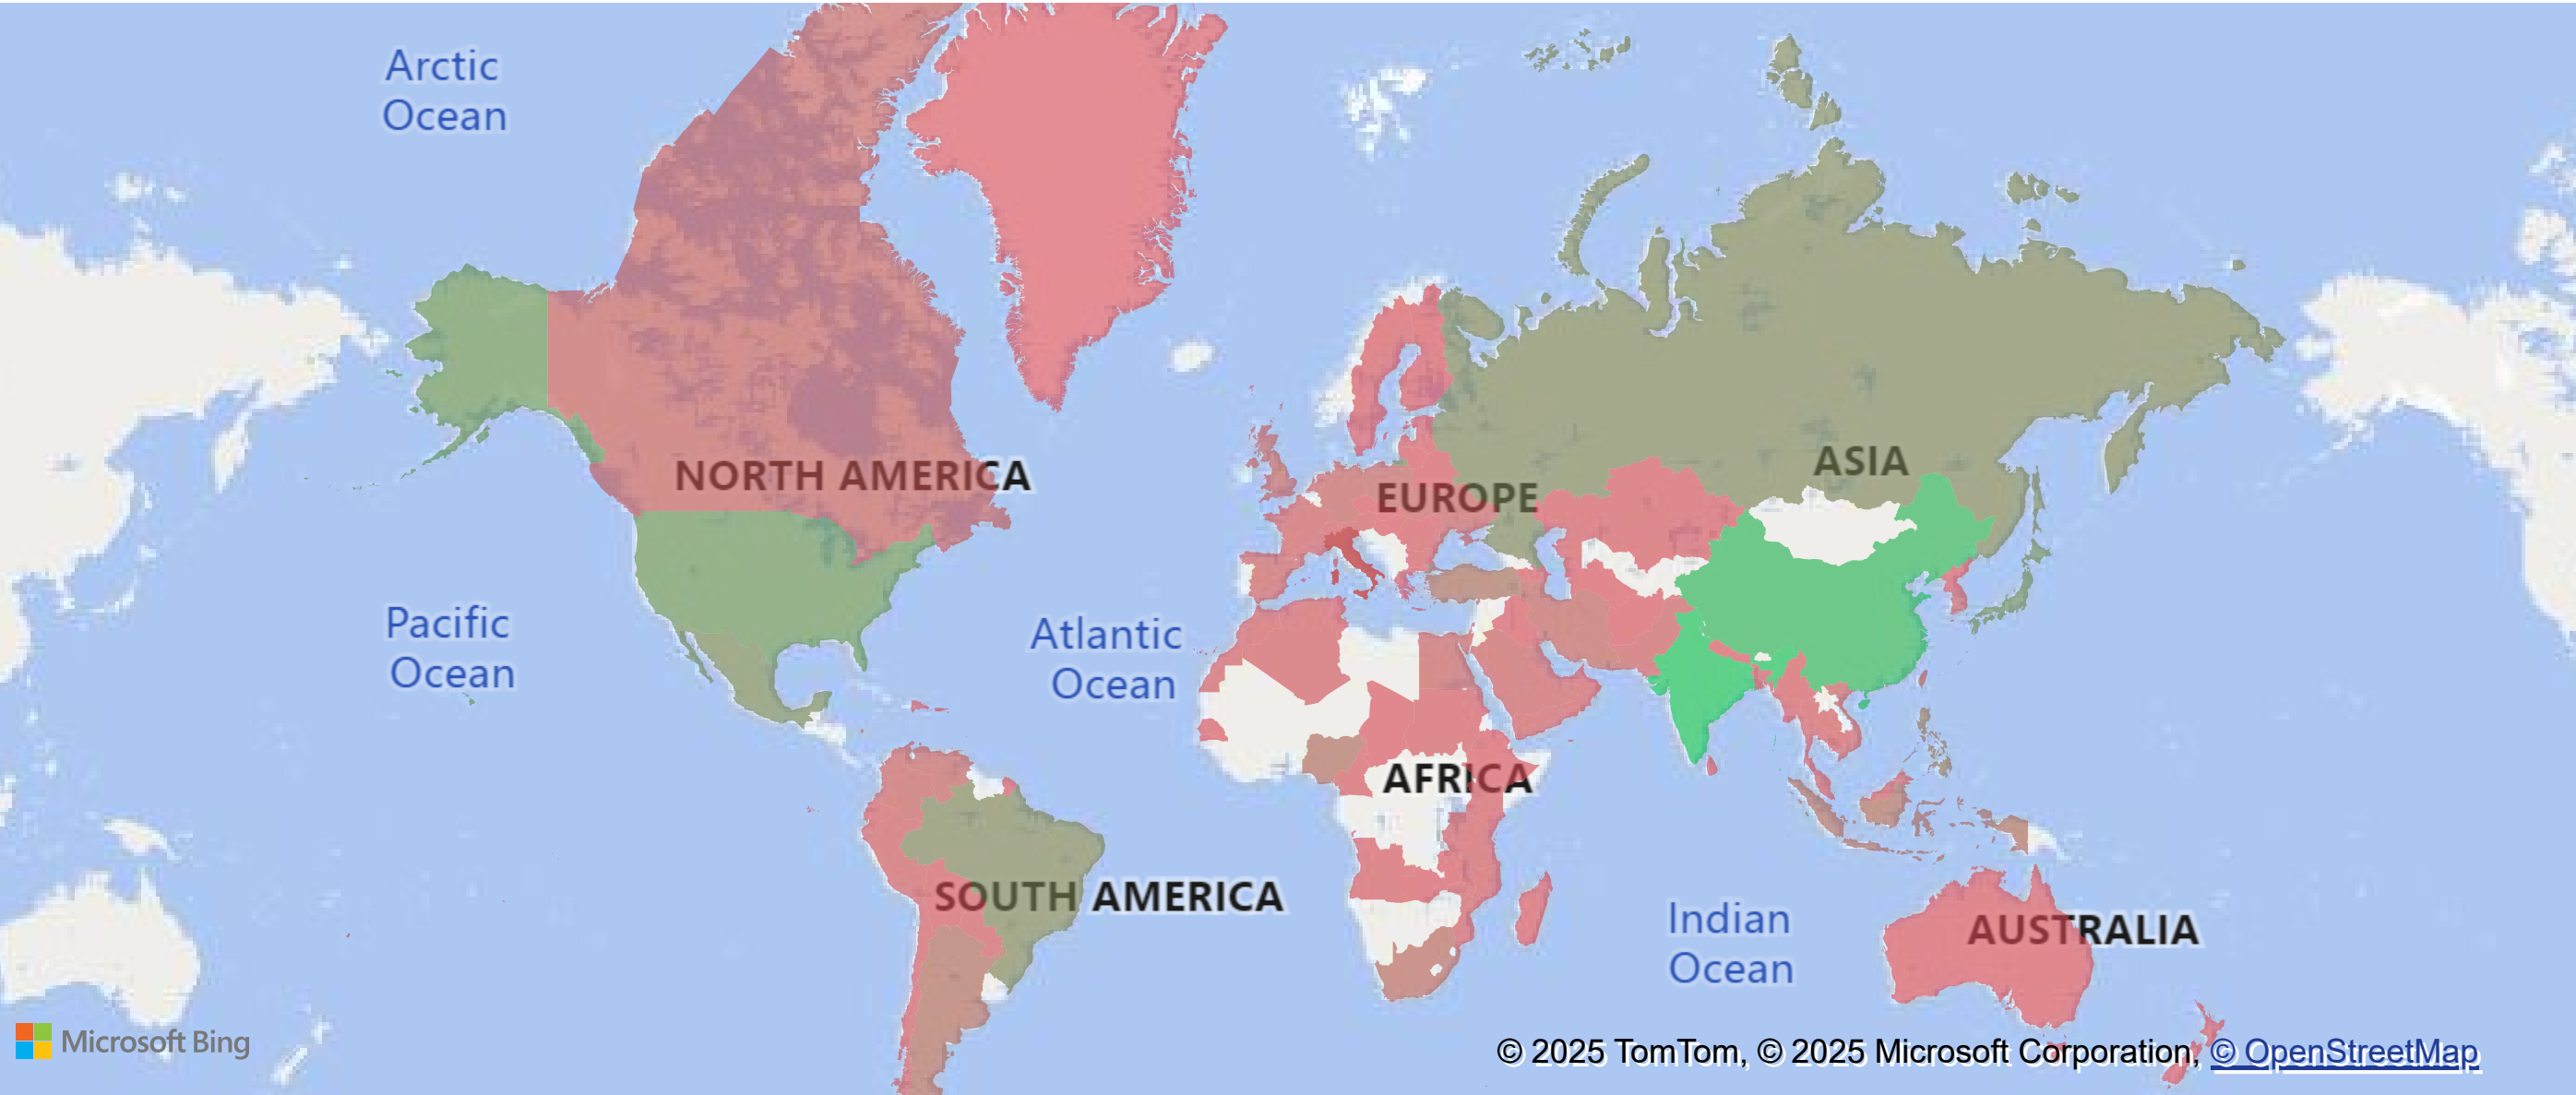 Arctic
Ocean
NORTH AMERICA
EUROPE
ASIA
Pacific
Ocean
Atlantic
Ocean
AFRICA
SOUTH AMERICA
Indian
Ocean
AUSTRALIA
Microsoft Bing
© 2025 TomTom, © 2025 Microsoft Corporation, © OpenStreetMap